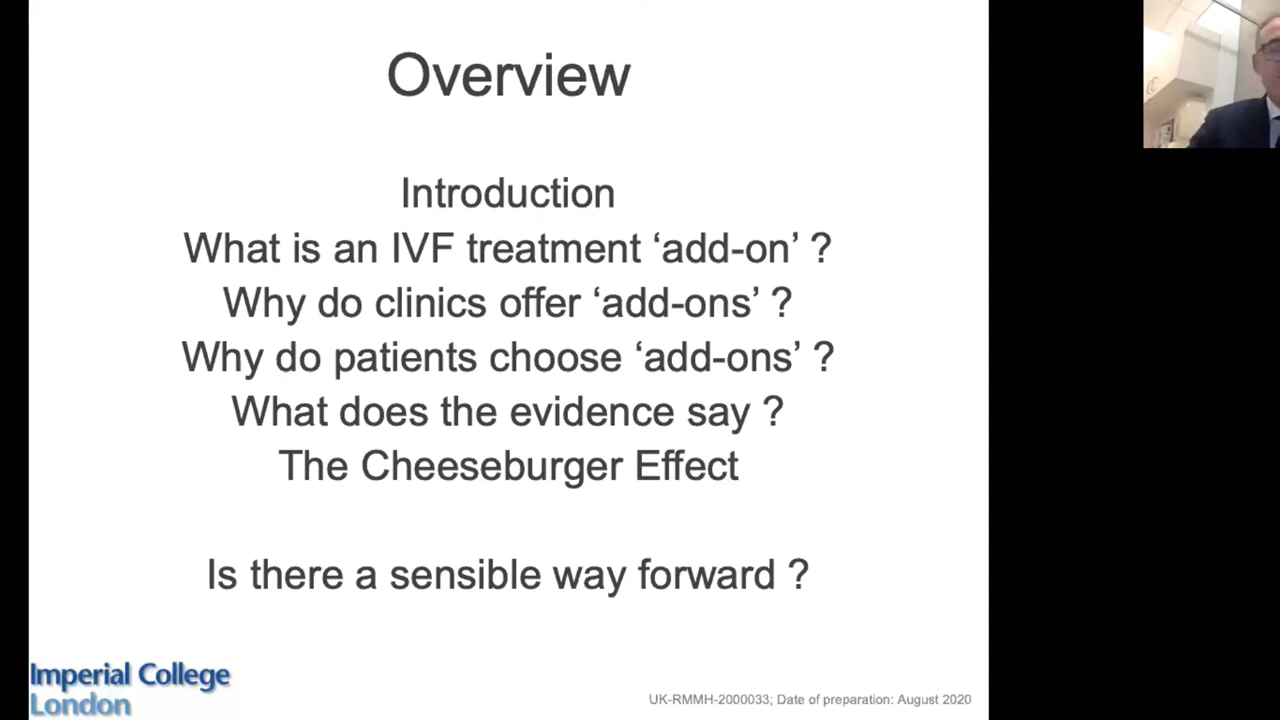 Overview
Introduction
What is an IVF treatment ‘add-on’ ?
Why do clinics offer ‘add-ons’ ?
Why do patients choose ‘add-ons’ ?
What does the evidence say ?
The Cheeseburger Effect
Is there a sensible way forward ?
Imperial College
London
UK-RMMH-2000033; Date of preparation: August 2020